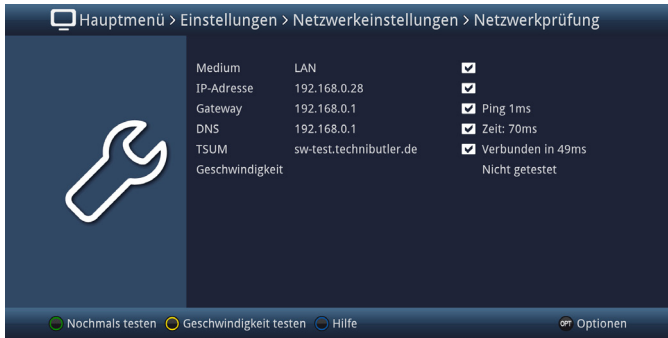 Hauptmenü > Einstellungen > Netzwerkeinstellungen > Netzwerkprüfung
Medium LAN
IP-Adresse 192.168.0.28
Gateway 192.168.0.1 Ping 1ms
DNS 192.168.0.1 Zeit: 70ms
TSUM sw-test.technibutler.de Verbunden in 49ms
Geschwindigkeit Nicht getestet
Nochmals testen Geschwindigkeit testen Hilfe OPT Optionen